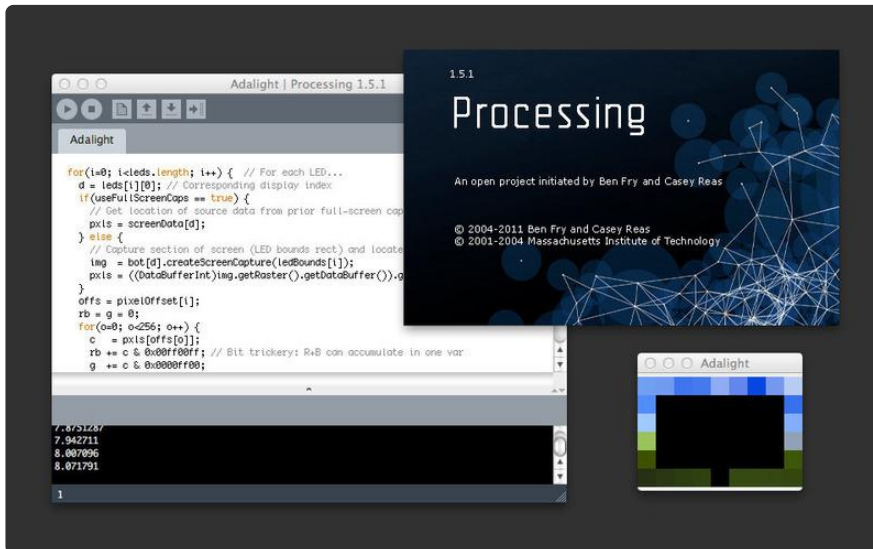 Adalight | Processing 1.5.1
Adalight
for(i=0; i<leds.length; i++) { // For each LED...
d = leds[i][0]; // Corresponding display index
if(useFullScreenCaps == true) {
// Get location of source data from prior full-screen cap
pxls = screenData[d];
} else {
// Capture section of screen (LED bounds rect) and locate
img = bot[d].createScreenCapture(ledBounds[i]);
pxls = ((DataBufferInt)img.getRaster().getDataBuffer()).g
}
offs = pixelOffset[i];
rb = g = 0;
for(o=0; o<256; o++) {
c = pxls[offs[o]];
rb += c & 0x00ff00ff; // Bit trickery: R+B can accumulate in one var
g += c & 0x0000ff00;
7.8751287
7.942711
8.007096
8.071791
1
1.5.1
Processing
An open project initiated by Ben Fry and Casey Reas
© 2004-2011 Ben Fry and Casey Reas
© 2001-2004 Massachusetts Institute of Technology
Adalight